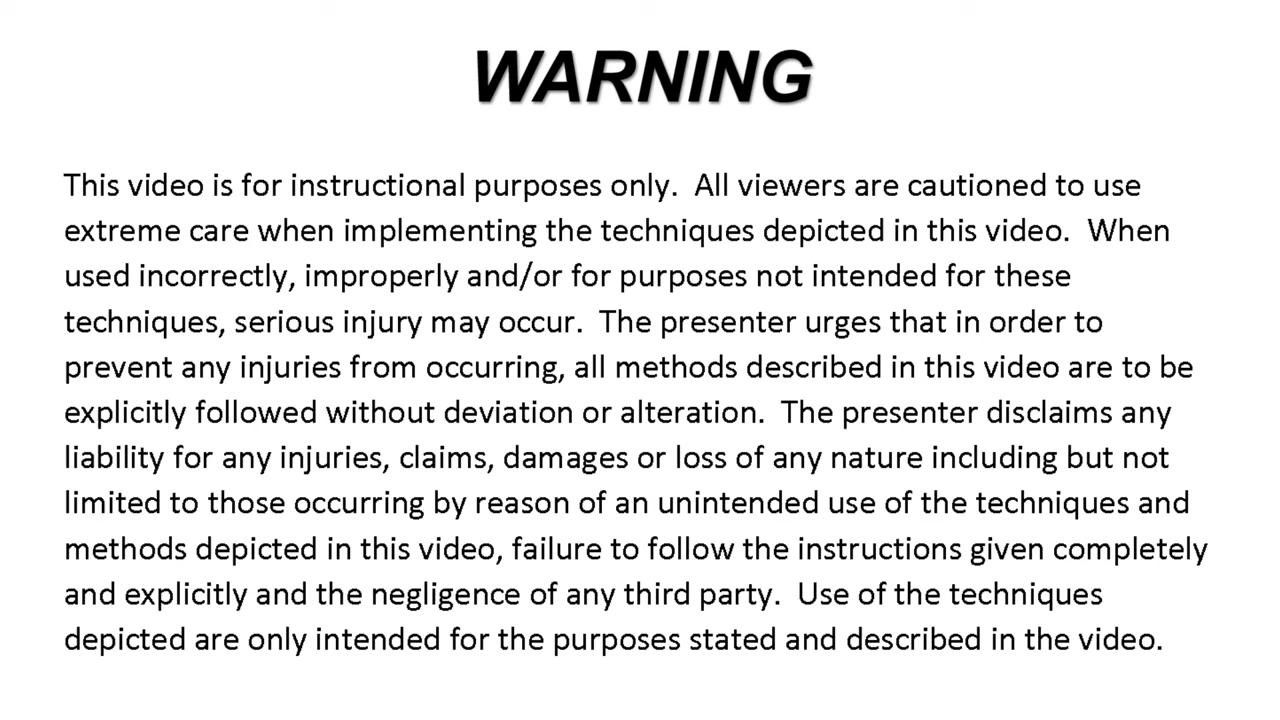 WARNING
This video is for instructional purposes only.  All viewers are cautioned to use
extreme care when implementing the techniques depicted in this video.  When
used incorrectly, improperly and/or for purposes not intended for these
techniques, serious injury may occur.  The presenter urges that in order to
prevent any injuries from occurring, all methods described in this video are to be
explicitly followed without deviation or alteration.  The presenter disclaims any
liability for any injuries, claims, damages or loss of any nature including but not
limited to those occurring by reason of an unintended use of the techniques and
methods depicted in this video, failure to follow the instructions given completely
and explicitly and the negligence of any third party.  Use of the techniques
depicted are only intended for the purposes stated and described in the video.